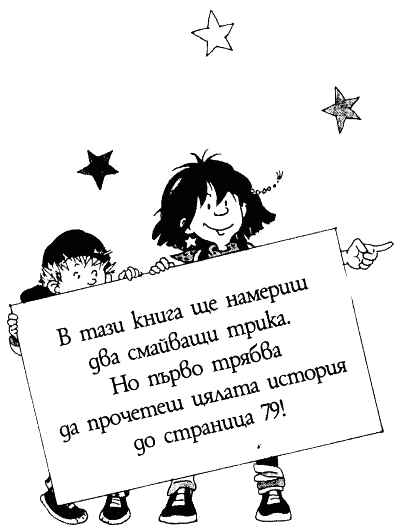 В тази книга ще намериш
два смайващи трика.
Но първо трябва
да прочетеш цялата история
до страница 79!